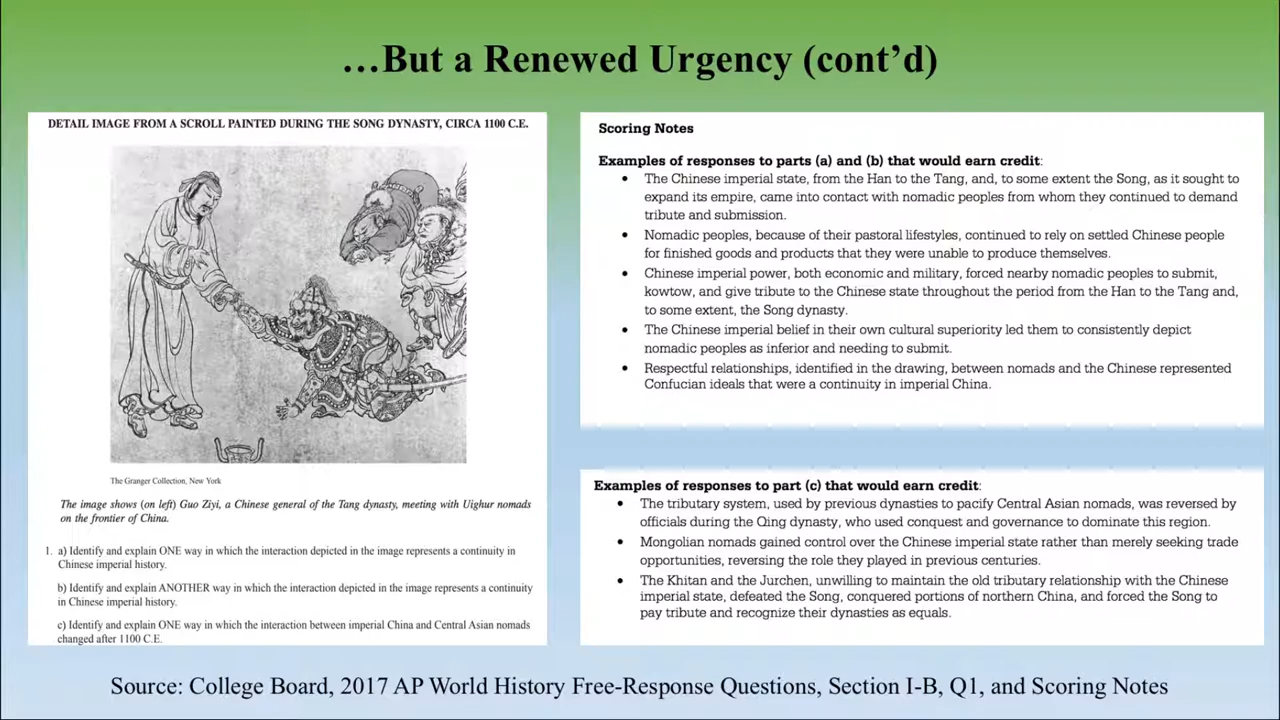 …But a Renewed Urgency (cont’d)
DETAIL IMAGE FROM A SCROLL PAINTED DURING THE SONG DYNASTY, CIRCA 1100 C.E.
The Granger Collection, New York
The image shows (on left) Guo Ziyi, a Chinese general of the Tang dynasty, meeting with Uighur nomads
on the frontier of China.
1. a) Identify and explain ONE way in which the interaction depicted in the image represents a continuity in
Chinese imperial history.
b) Identify and explain ANOTHER way in which the interaction depicted in the image represents a continuity
in Chinese imperial history.
c) Identify and explain ONE way in which the interaction between imperial China and Central Asian nomads
changed after 1100 C.E.
Scoring Notes
Examples of responses to parts (a) and (b) that would earn credit:
• The Chinese imperial state, from the Han to the Tang, and, to some extent the Song, as it sought to
expand its empire, came into contact with nomadic peoples from whom they continued to demand
tribute and submission.
• Nomadic peoples, because of their pastoral lifestyles, continued to rely on settled Chinese people
for finished goods and products that they were unable to produce themselves.
• Chinese imperial power, both economic and military, forced nearby nomadic peoples to submit,
kowtow, and give tribute to the Chinese state throughout the period from the Han to the Tang and,
to some extent, the Song dynasty.
• The Chinese imperial belief in their own cultural superiority led them to consistently depict
nomadic peoples as inferior and needing to submit.
• Respectful relationships, identified in the drawing, between nomads and the Chinese represented
Confucian ideals that were a continuity in imperial China.
Examples of responses to part (c) that would earn credit:
• The tributary system, used by previous dynasties to pacify Central Asian nomads, was reversed by
officials during the Qing dynasty, who used conquest and governance to dominate this region.
• Mongolian nomads gained control over the Chinese imperial state rather than merely seeking trade
opportunities, reversing the role they played in previous centuries.
• The Khitan and the Jurchen, unwilling to maintain the old tributary relationship with the Chinese
imperial state, defeated the Song, conquered portions of northern China, and forced the Song to
pay tribute and recognize their dynasties as equals.
Source: College Board, 2017 AP World History Free-Response Questions, Section I-B, Q1, and Scoring Notes